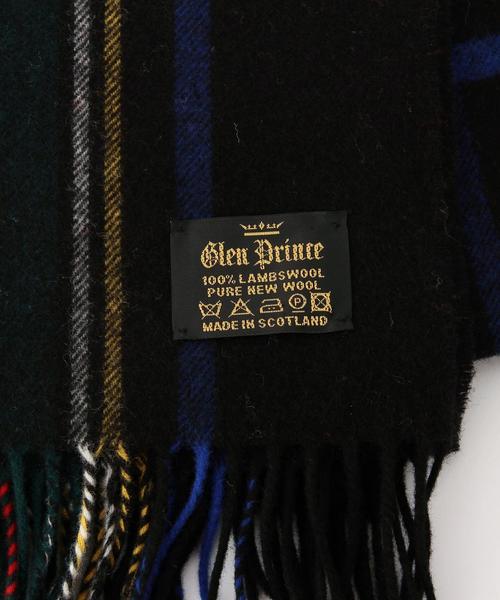 Glen Prince
100% LAMBSWOOL
PURE NEW WOOL
P
MADE IN SCOTLAND